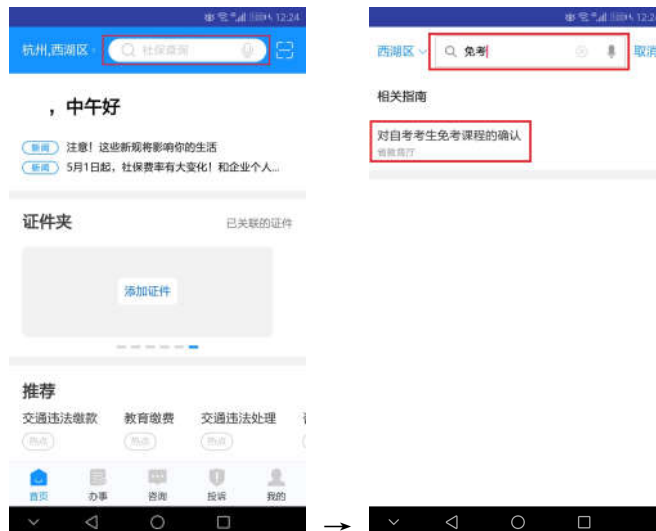 12:24
杭州,西湖区
社保查询
，中午好
新闻 注意！这些新规将影响你的生活
新闻 5月1日起，社保费率有大变化！和企业个人...
证件夹 已关联的证件
添加证件
推荐
交通违法缴款 教育缴费 交通违法处理
热点 热点 热点
首页 办事 咨询 投诉 我的
→
12:24
西湖区 免考 取消
相关指南
对自考考生免考课程的确认
省教育厅